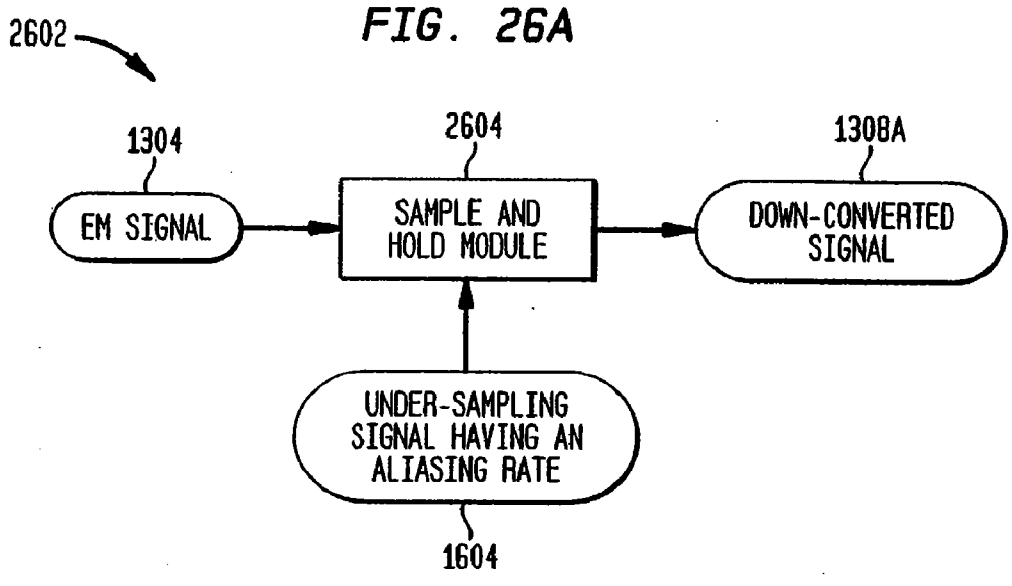 FIG. 26A
2602
1304
2604
1308A
EM SIGNAL
SAMPLE AND
HOLD MODULE
DOWN-CONVERTED
SIGNAL
UNDER-SAMPLING
SIGNAL HAVING AN
ALIASING RATE
1604